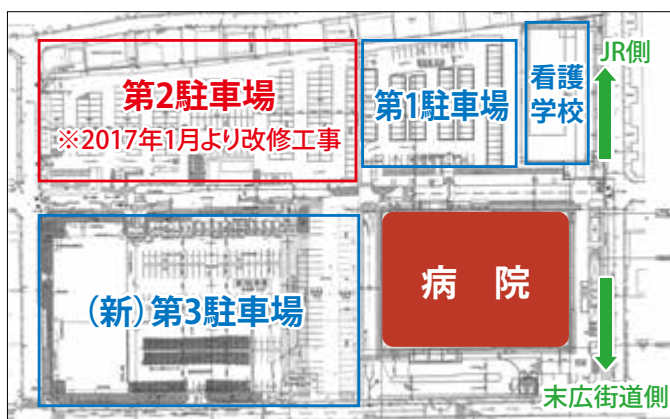 第2駐車場
※2017年1月より改修工事
第1駐車場
看護
学校
JR側
(新)第3駐車場
病 院
末広街道側